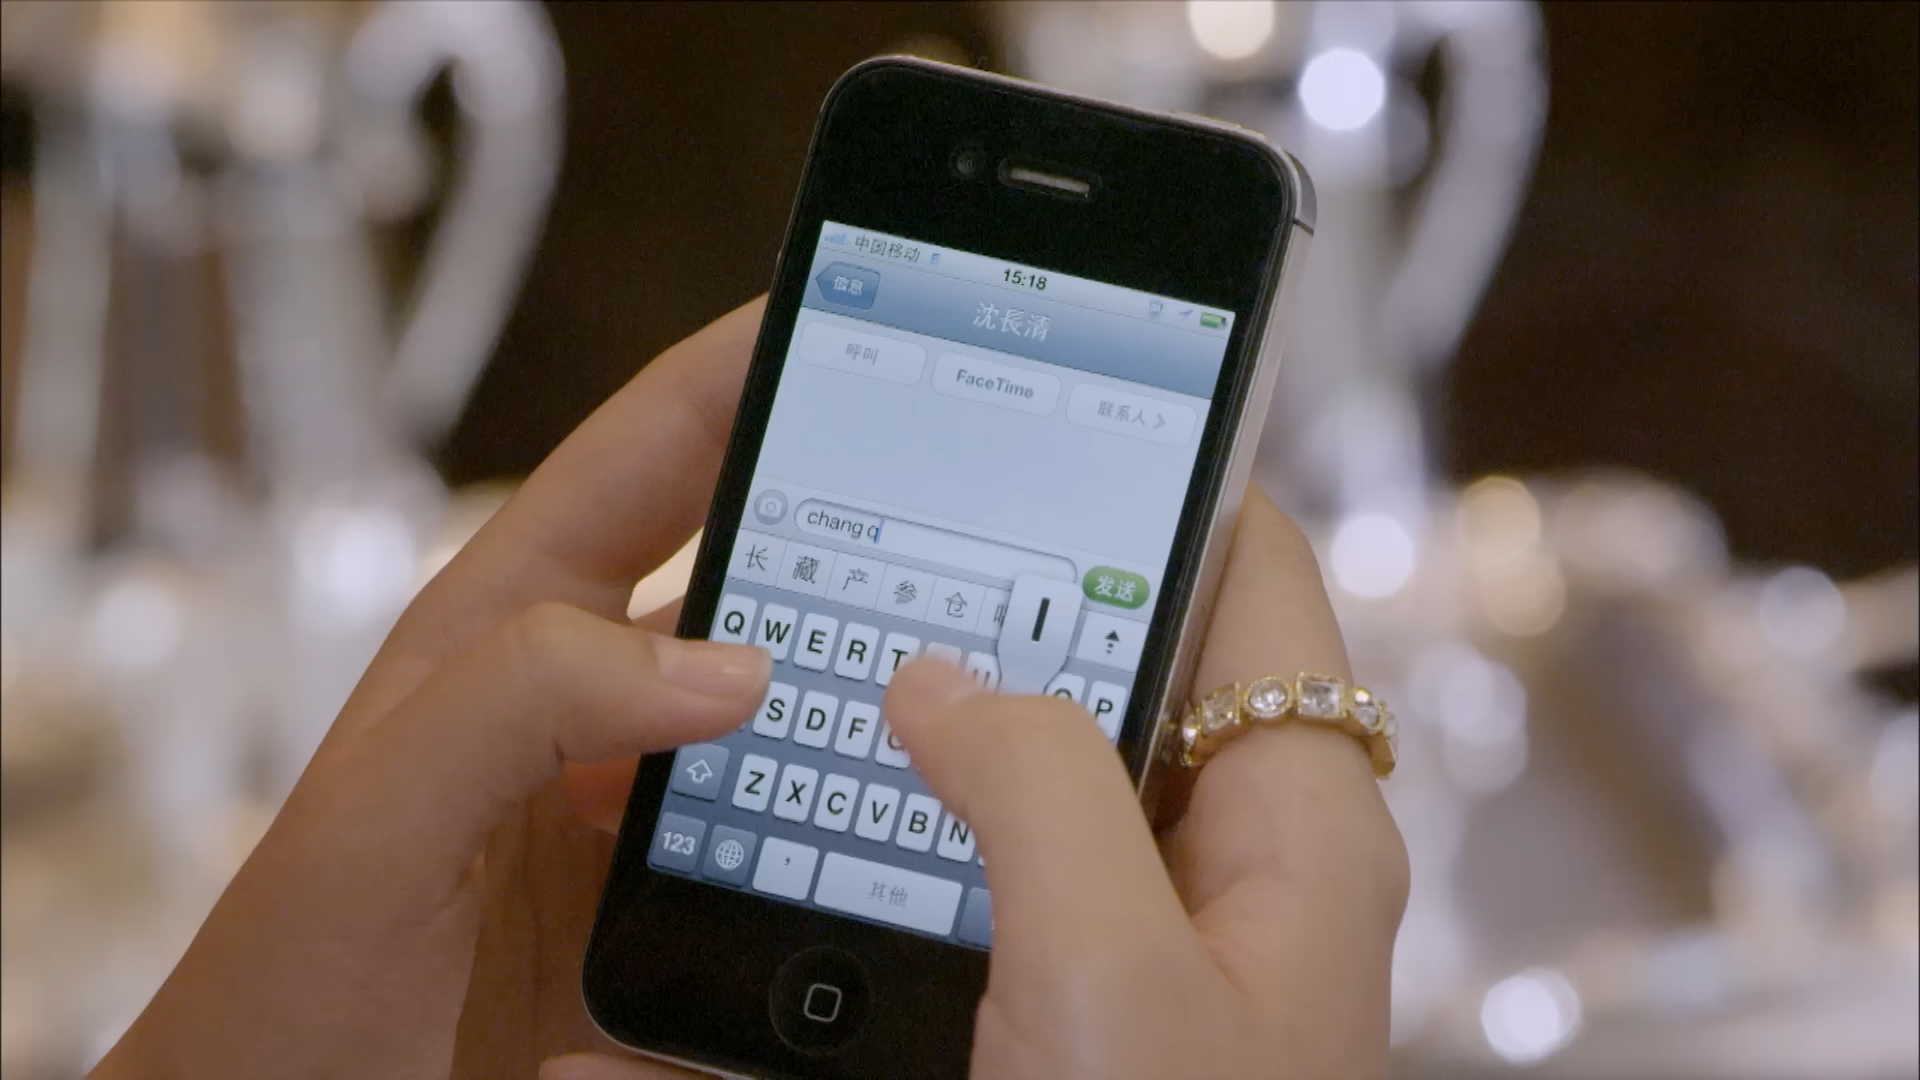 中国移动 15:18
信息 沈長清
呼叫 FaceTime 联系人
chang q 发送
长 藏 产 参 仓
I
Q W E R T U O P
S D F
Z X C V B N
123 , 其他